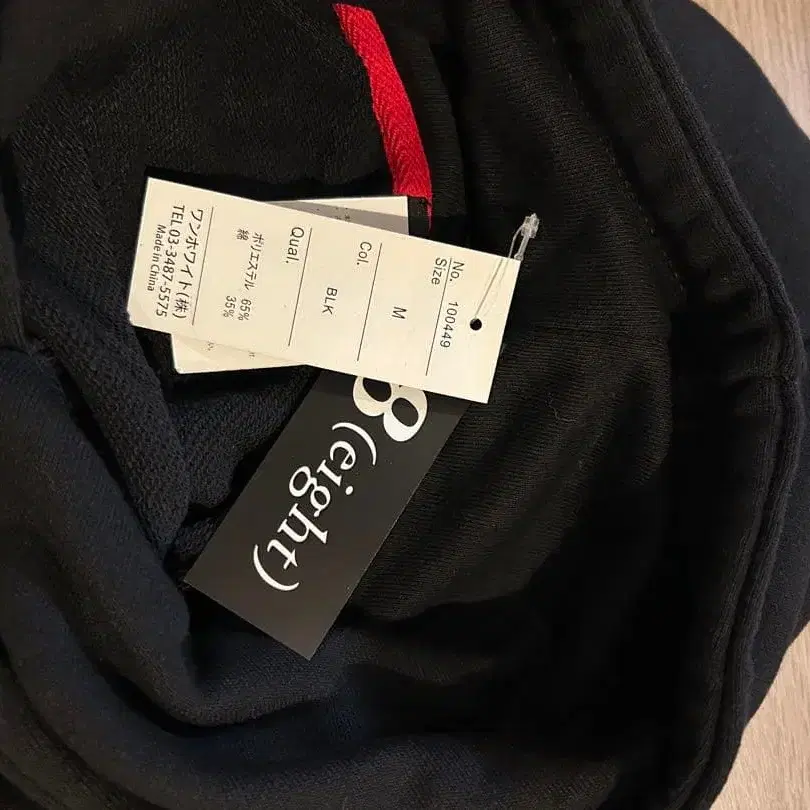 No. 100449
Size M
Col. BLK
Qual.
ポリエステル 65%
綿 35%
ワンホワイト(株)
TEL 03-3487-5575
Made in China
8
(eight)